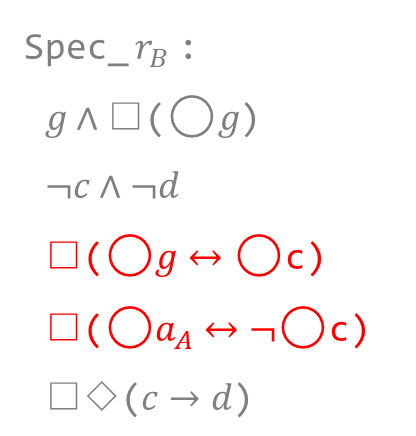 Spec_r_B :
g ∧ □(◯g)
¬c ∧ ¬d
□(◯g ↔ ◯c)
□(◯a_A ↔ ¬◯c)
□◇(c → d)